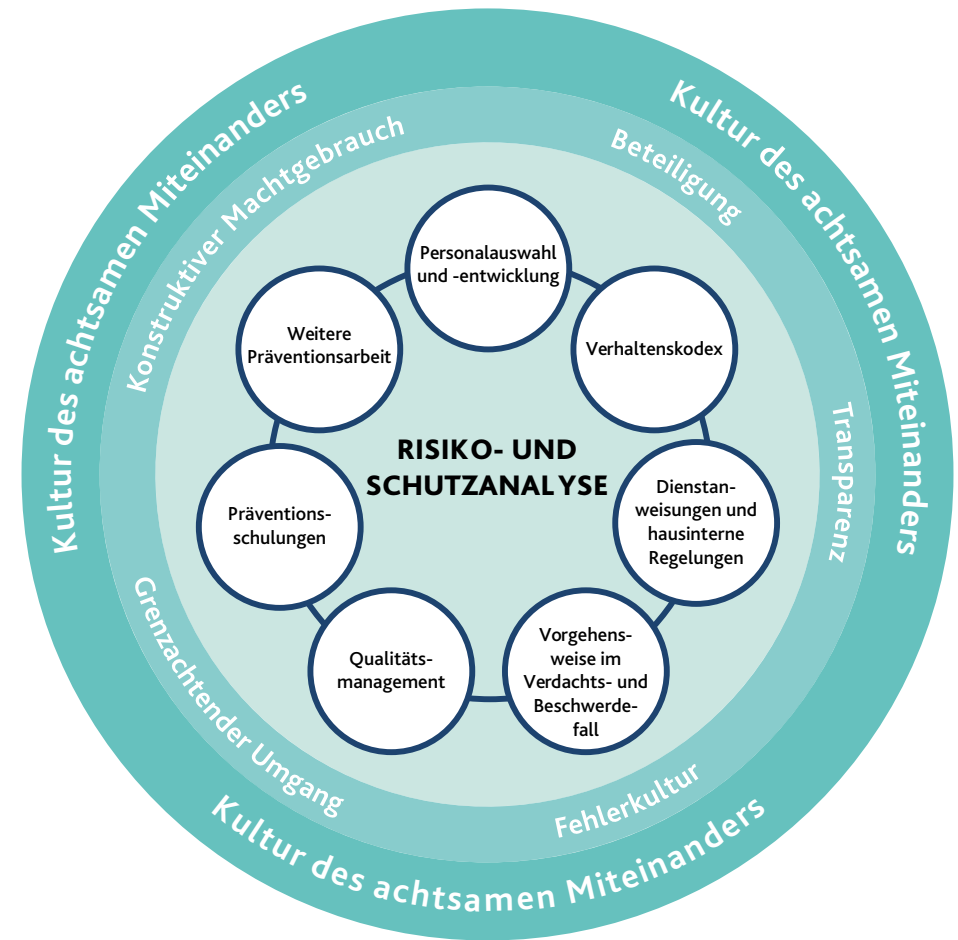 Kultur des achtsamen Miteinanders
Kultur des achtsamen Miteinanders
Konstruktiver Machtgebrauch
Beteiligung
Transparenz
Fehlerkultur
Grenzachtender Umgang
Personalauswahl
und -entwicklung
Verhaltenskodex
Dienstan-
weisungen und
hausinterne
Regelungen
Vorgehens-
weise im
Verdachts- und
Beschwerde-
fall
Qualitäts-
management
Präventions-
schulungen
Weitere
Präventionsarbeit
RISIKO- UND
SCHUTZANALYSE
Kultur des achtsamen Miteinanders